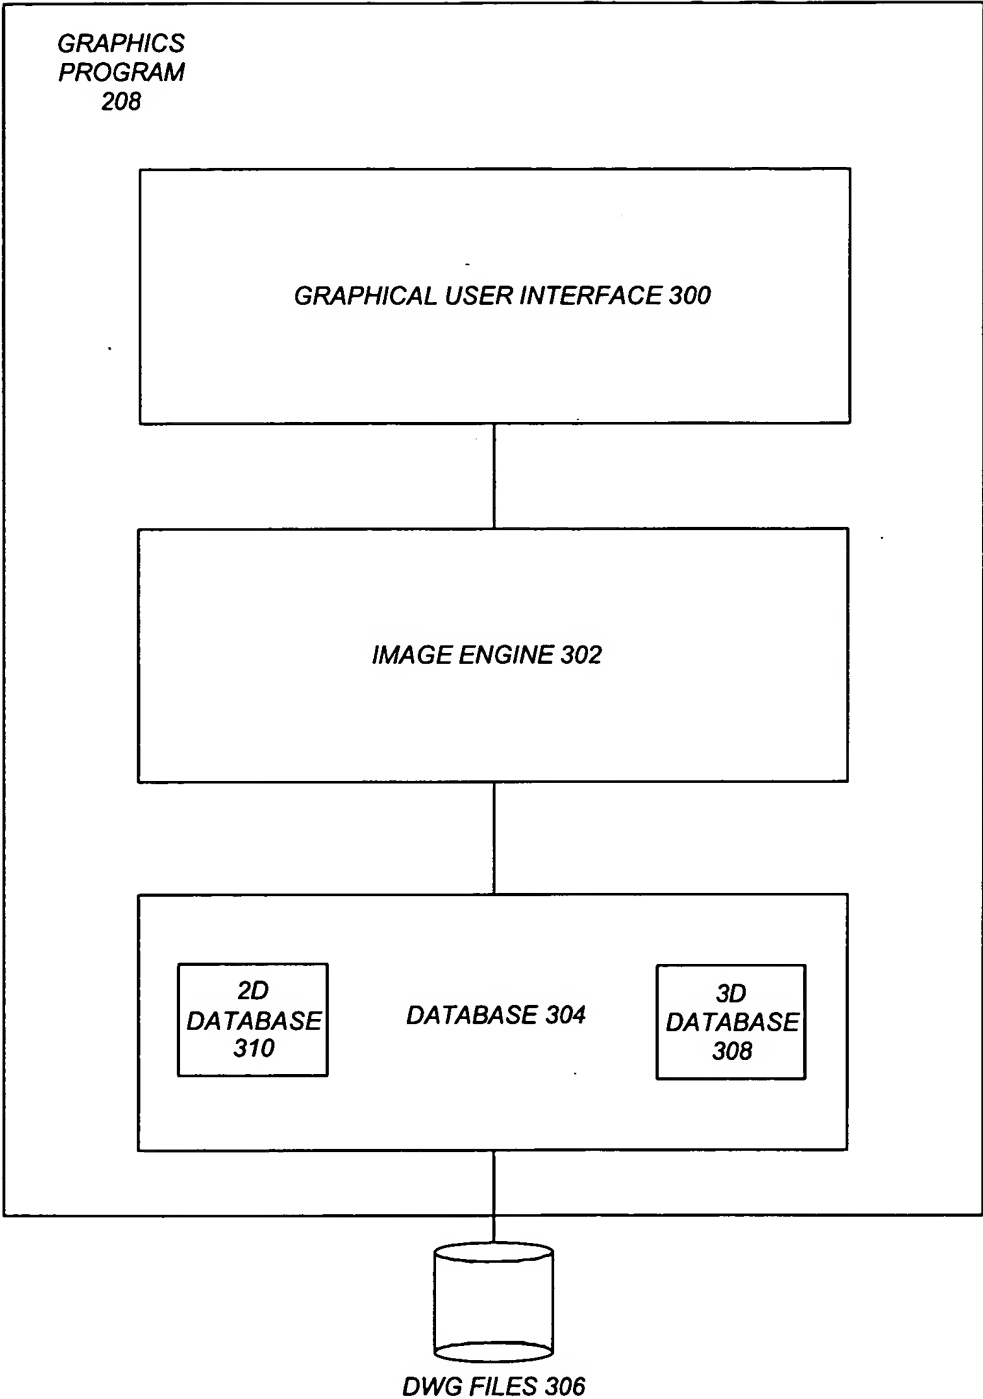 GRAPHICS
PROGRAM
208
GRAPHICAL USER INTERFACE 300
IMAGE ENGINE 302
2D
DATABASE
310
DATABASE 304
3D
DATABASE
308
DWG FILES 306